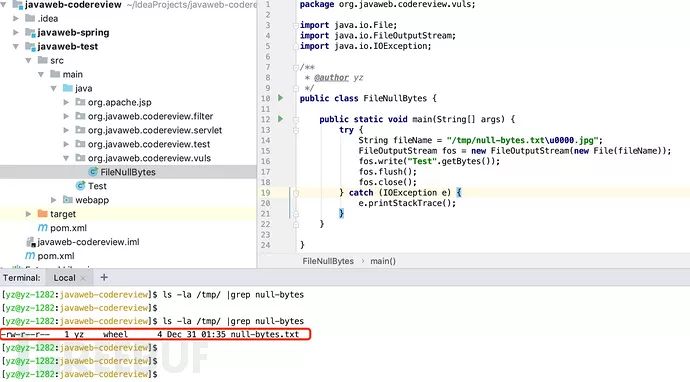 javaweb-codereview ~/IdeaProjects/javaweb-coderev
.idea
javaweb-spring
javaweb-test
src
main
java
org.apache.jsp
org.javaweb.codereview.filter
org.javaweb.codereview.servlet
org.javaweb.codereview.test
org.javaweb.codereview.vuls
FileNullBytes
Test
webapp
target
pom.xml
javaweb-codereview.iml
pom.xml
1 package org.javaweb.codereview.vuls;
2
3 import java.io.File;
4 import java.io.FileOutputStream;
5 import java.io.IOException;
6
7 /**
8 * @author yz
9 */
10 public class FileNullBytes {
11
12 public static void main(String[] args) {
13 try {
14 String fileName = "/tmp/null-bytes.txt\u0000.jpg";
15 FileOutputStream fos = new FileOutputStream(new File(fileName));
16 fos.write("Test".getBytes());
17 fos.flush();
18 fos.close();
19 } catch (IOException e) {
20 e.printStackTrace();
21 }
22 }
23
24 }
FileNullBytes › main()
Terminal: Local × +
[yz@yz-1282:javaweb-codereview]$ ls -la /tmp/ |grep null-bytes
[yz@yz-1282:javaweb-codereview]$
[yz@yz-1282:javaweb-codereview]$ ls -la /tmp/ |grep null-bytes
-rw-r--r-- 1 yz wheel 4 Dec 31 01:35 null-bytes.txt
[yz@yz-1282:javaweb-codereview]$
[yz@yz-1282:javaweb-codereview]$
[yz@yz-1282:javaweb-codereview]$